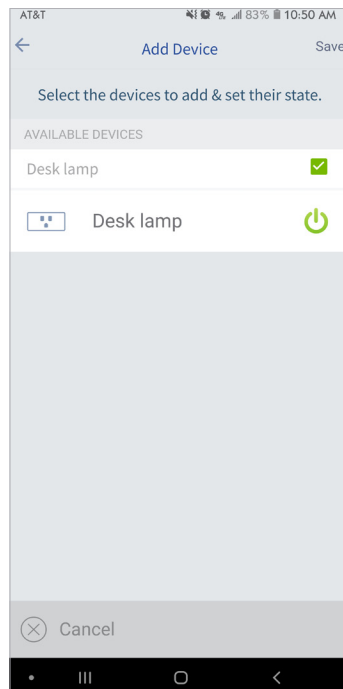 AT&T 4G 83% 10:50 AM
Add Device Save
Select the devices to add & set their state.
AVAILABLE DEVICES
Desk lamp
Desk lamp
Cancel